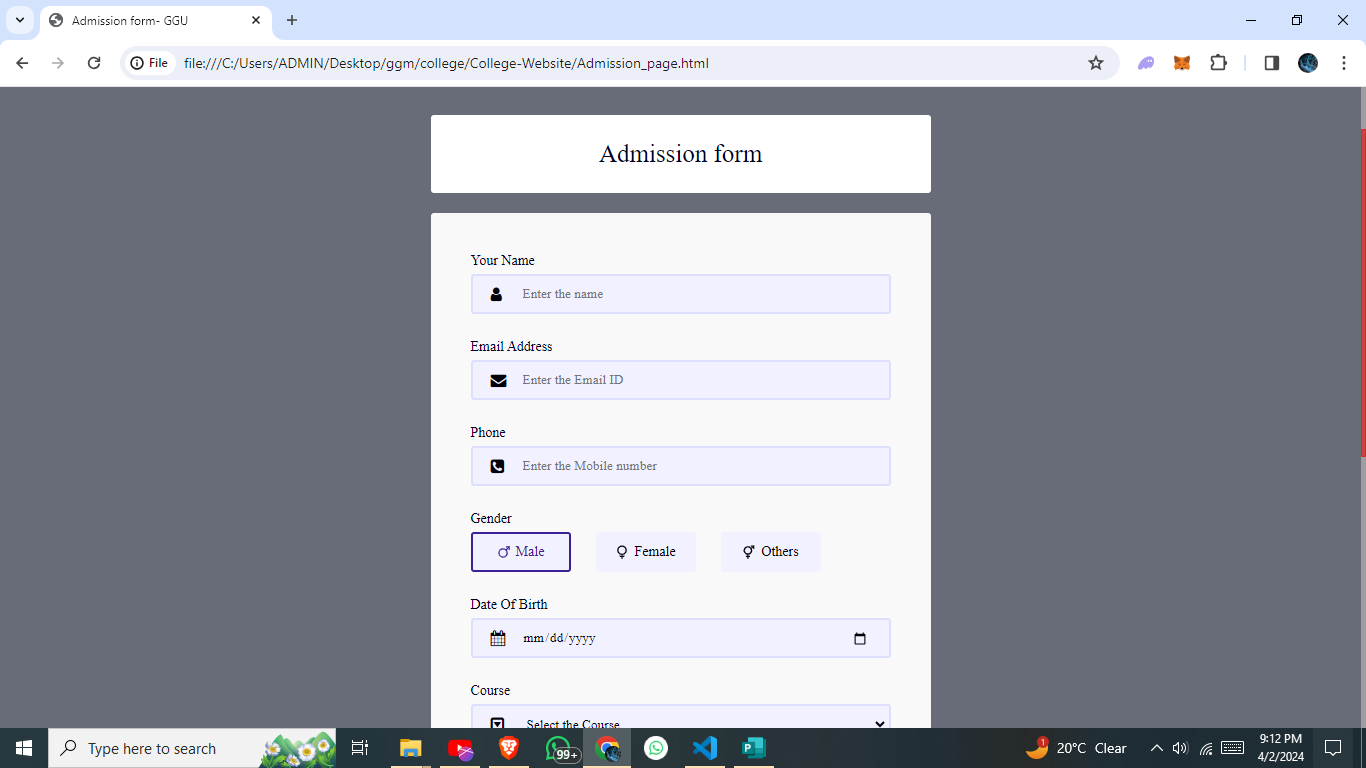 Admission form- GGU
File file:///C:/Users/ADMIN/Desktop/ggm/college/College-Website/Admission_page.html
Admission form
Your Name
Enter the name
Email Address
Enter the Email ID
Phone
Enter the Mobile number
Gender
Male Female Others
Date Of Birth
mm/dd/yyyy
Course
Select the Course
Type here to search
99+
1
20°C Clear
9:12 PM
4/2/2024